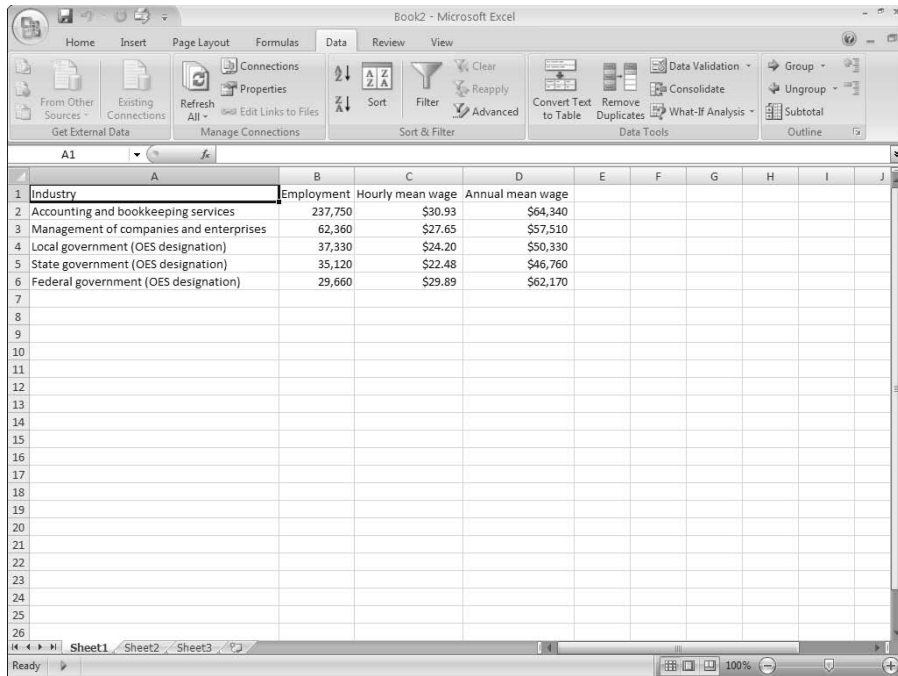 Book2 - Microsoft Excel
Home Insert Page Layout Formulas Data Review View
From Other Sources
Existing Connections
Get External Data
Refresh All
Connections
Properties
Edit Links to Files
Manage Connections
Sort
Filter
Clear
Reapply
Advanced
Sort & Filter
Convert Text to Table
Remove Duplicates
Data Validation
Consolidate
What-If Analysis
Data Tools
Group
Ungroup
Subtotal
Outline
A1 fx
A B C D E F G H I J
1 Industry Employment Hourly mean wage Annual mean wage
2 Accounting and bookkeeping services 237,750 $30.93 $64,340
3 Management of companies and enterprises 62,360 $27.65 $57,510
4 Local government (OES designation) 37,330 $24.20 $50,330
5 State government (OES designation) 35,120 $22.48 $46,760
6 Federal government (OES designation) 29,660 $29.89 $62,170
7
8
9
10
11
12
13
14
15
16
17
18
19
20
21
22
23
24
25
26
Sheet1 Sheet2 Sheet3
Ready 100%